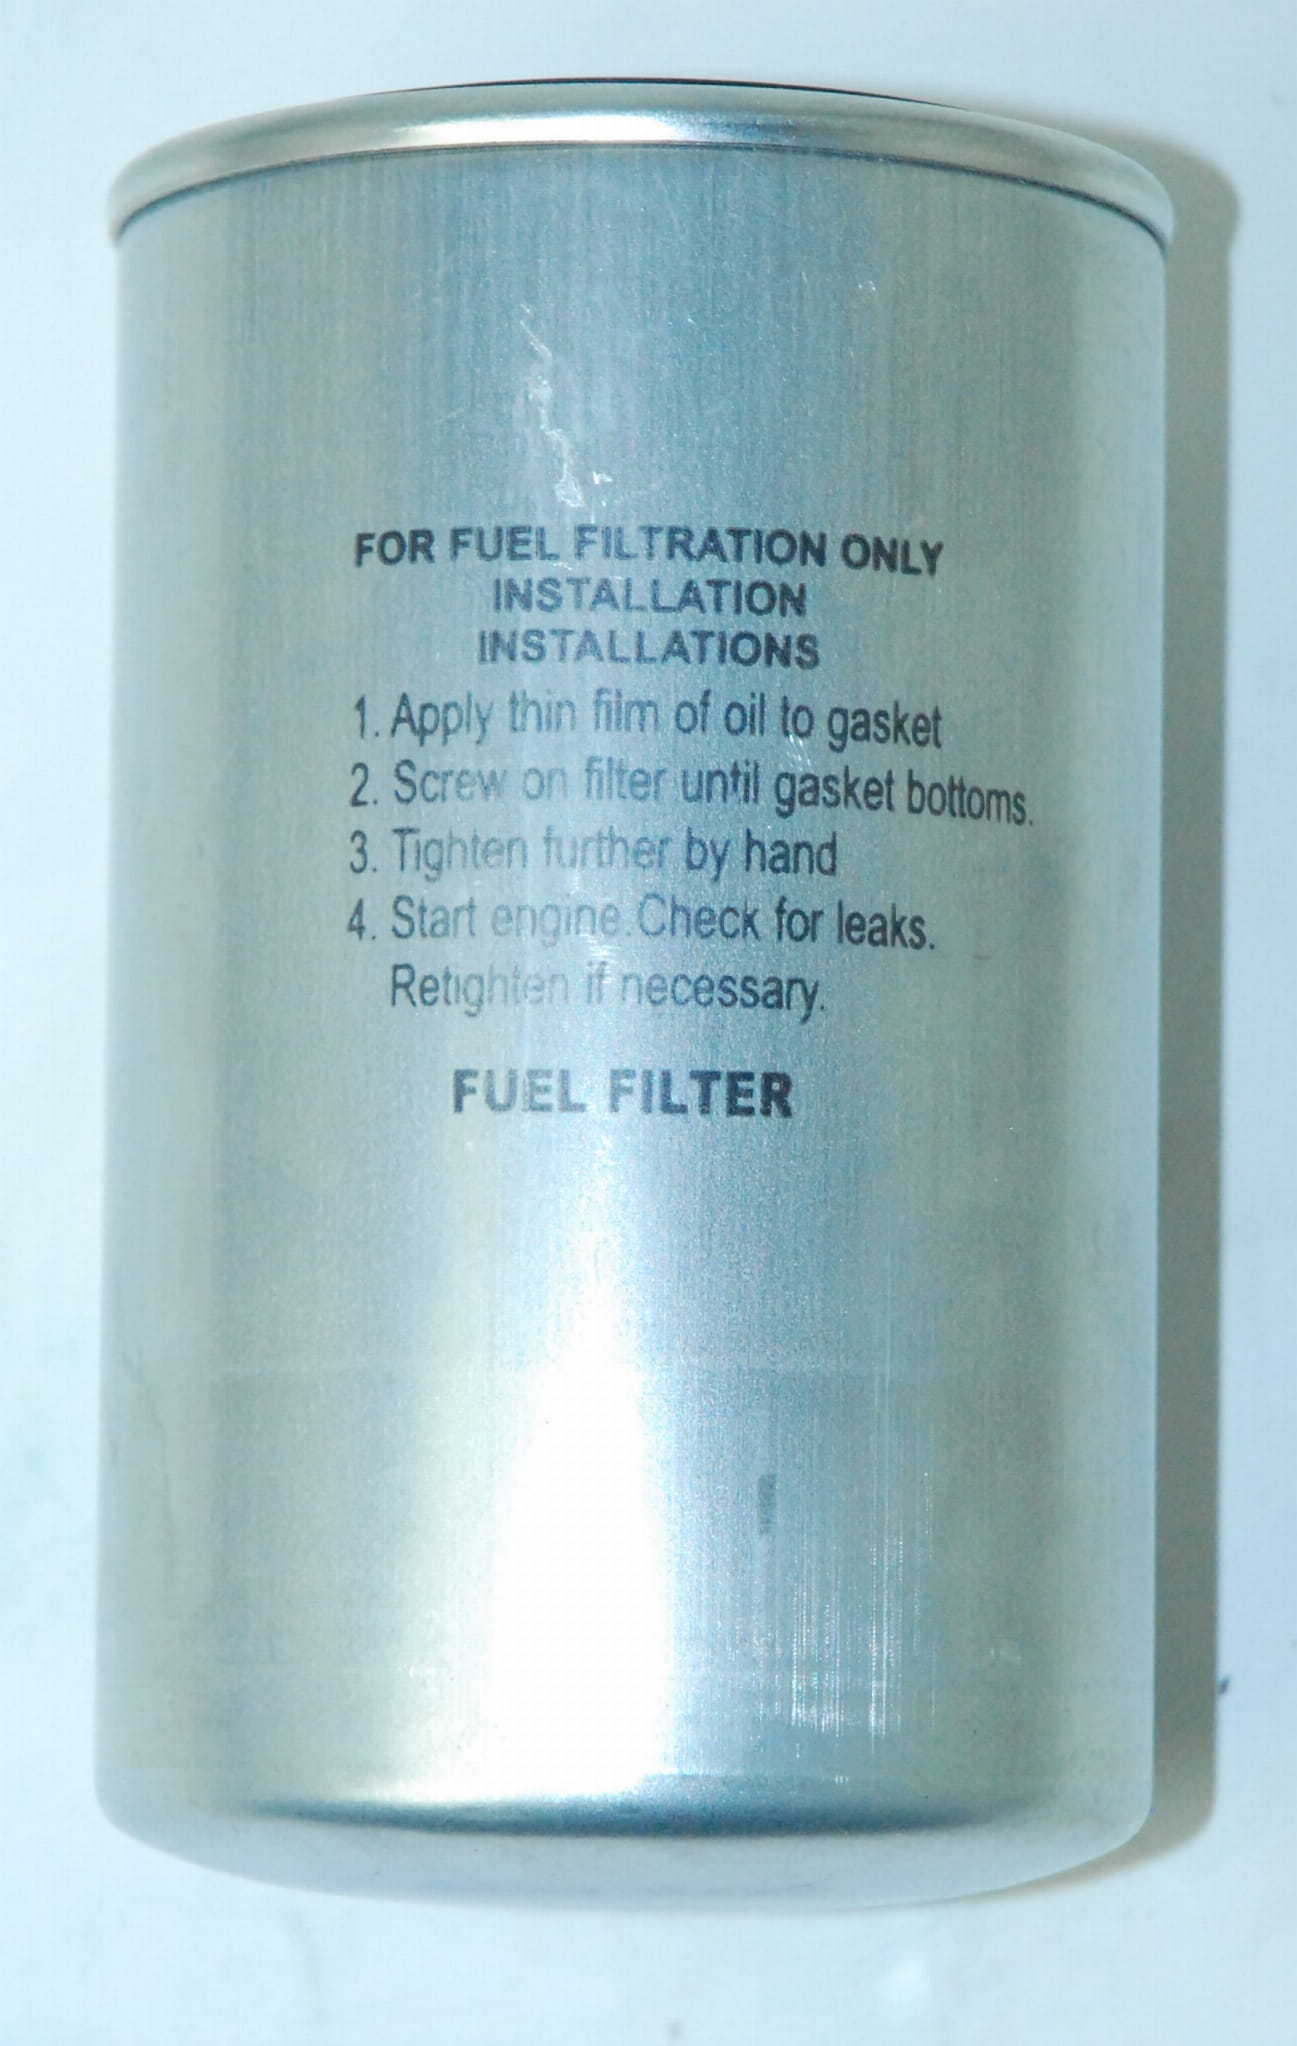 FOR FUEL FILTRATION ONLY
INSTALLATION
INSTALLATIONS
1. Apply thin film of oil to gasket
2. Screw on filter until gasket bottoms.
3. Tighten further by hand
4. Start engine.Check for leaks.
Retighten if necessary.
FUEL FILTER